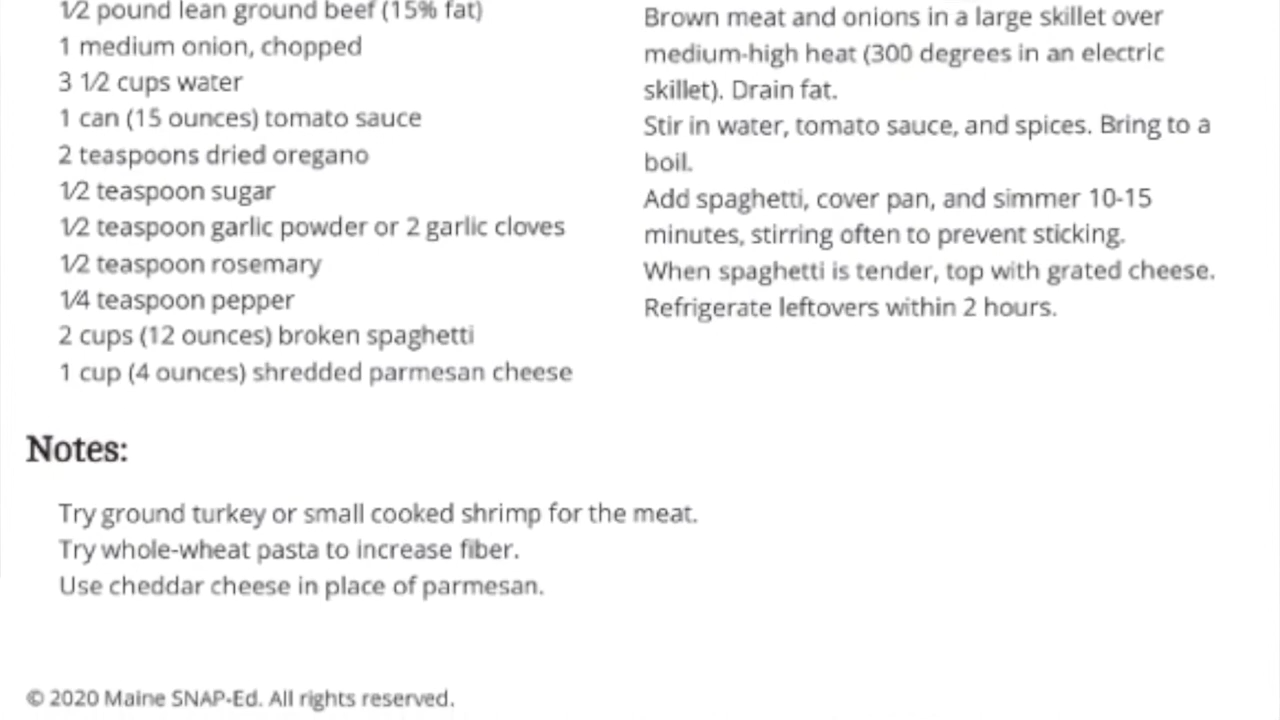 1/2 pound lean ground beef (15% fat)
1 medium onion, chopped
3 1/2 cups water
1 can (15 ounces) tomato sauce
2 teaspoons dried oregano
1/2 teaspoon sugar
1/2 teaspoon garlic powder or 2 garlic cloves
1/2 teaspoon rosemary
1/4 teaspoon pepper
2 cups (12 ounces) broken spaghetti
1 cup (4 ounces) shredded parmesan cheese
Brown meat and onions in a large skillet over
medium-high heat (300 degrees in an electric
skillet). Drain fat.
Stir in water, tomato sauce, and spices. Bring to a
boil.
Add spaghetti, cover pan, and simmer 10-15
minutes, stirring often to prevent sticking.
When spaghetti is tender, top with grated cheese.
Refrigerate leftovers within 2 hours.
Notes:
Try ground turkey or small cooked shrimp for the meat.
Try whole-wheat pasta to increase fiber.
Use cheddar cheese in place of parmesan.
© 2020 Maine SNAP-Ed. All rights reserved.